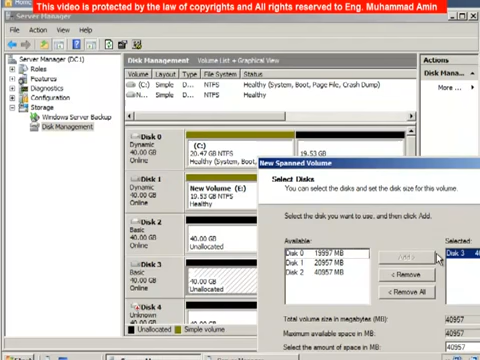 This video is protected by the law of copyrights and All rights reserved to Eng. Muhammad Amin
Server Manager
File Action View Help
Server Manager (DC1)
Roles
Features
Diagnostics
Configuration
Storage
Windows Server Backup
Disk Management
Disk Management Volume List + Graphical View
Volume Layout Type File System Status
(C:) Simple D... NTFS Healthy (System, Boot, Page File, Crash Dump)
N... Simple D... NTFS Healthy
Actions
Disk Mana...
More ...
Disk 0
Dynamic
40.00 GB
Online
(C:)
20.47 GB NTFS
Healthy (System,
19.53 GB
Disk 1
Dynamic
40.00 GB
Online
New Volume (E:)
19.53 GB NTFS
Healthy
Disk 2
Basic
40.00 GB
Online
40.00 GB
Unallocated
Disk 3
Basic
40.00 GB
Online
40.00 GB
Unallocated
Disk 4
Unknown
40.00 GB
40.00 GB
Unallocated Simple volume
New Spanned Volume
Select Disks
You can select the disks and set the disk size for this volume.
Select the disk you want to use, and then click Add.
Available:
Disk 0 19997 MB
Disk 1 20957 MB
Disk 2 40957 MB
Add >
< Remove
< Remove All
Selected:
Disk 3
Total volume size in megabytes (MB): 40957
Maximum available space in MB: 40957
Select the amount of space in MB: 40957